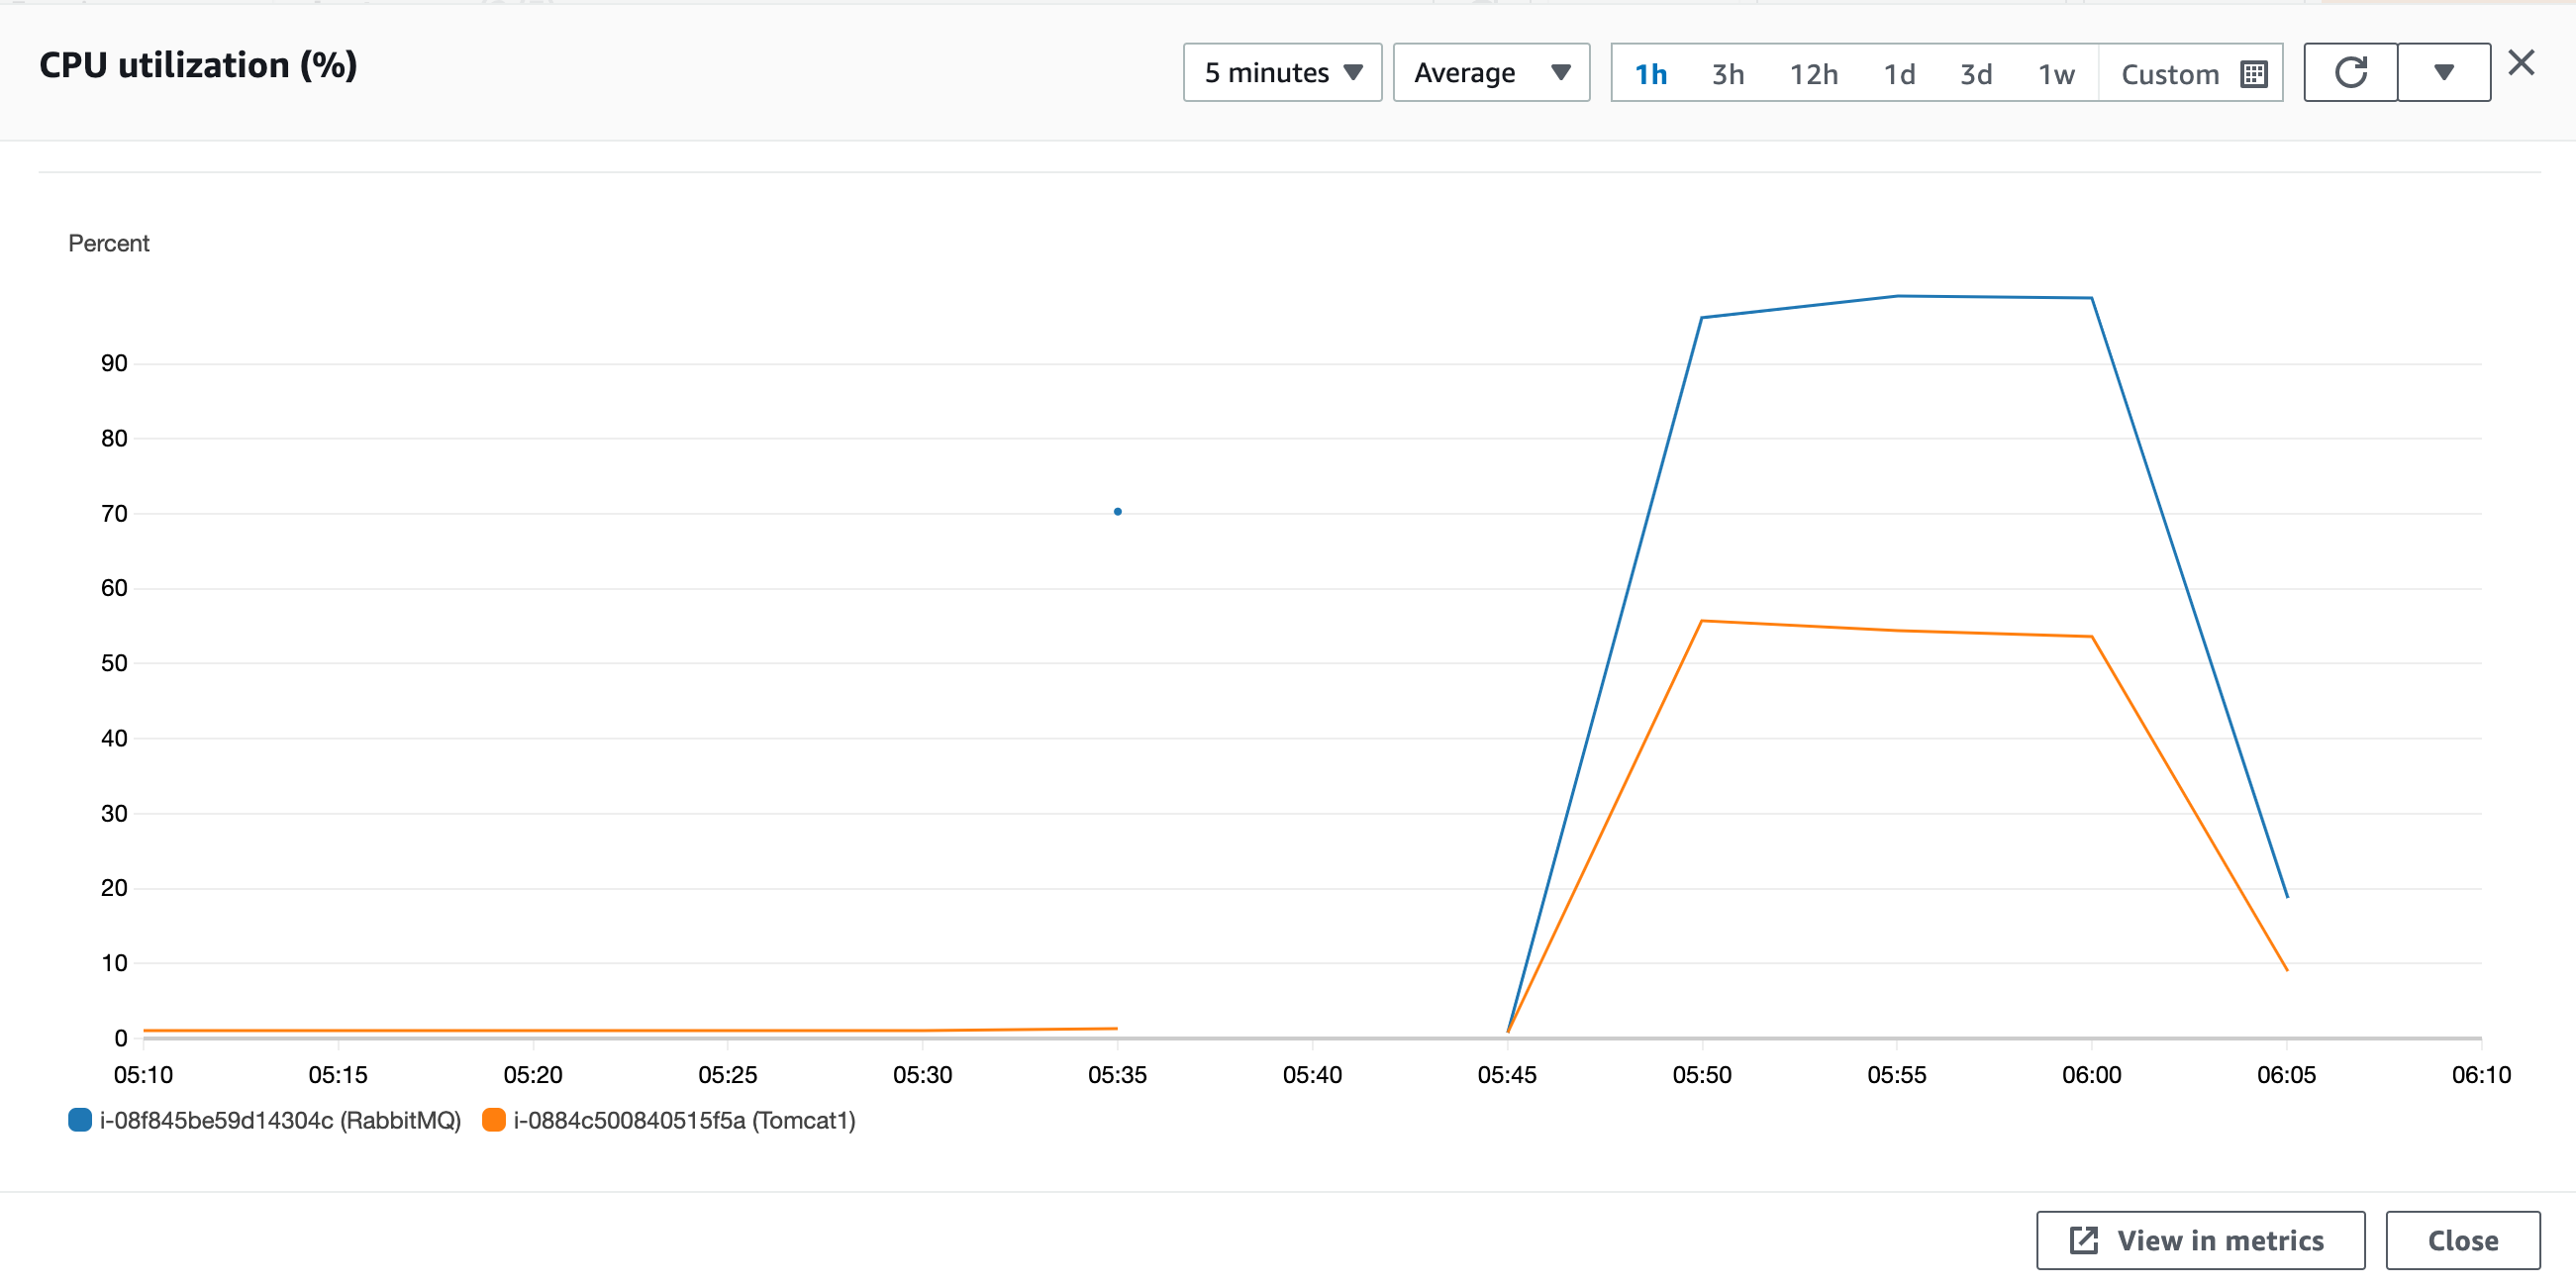 CPU utilization (%)
5 minutes Average 1h 3h 12h 1d 3d 1w Custom
Percent
90
80
70
60
50
40
30
20
10
0
05:10 05:15 05:20 05:25 05:30 05:35 05:40 05:45 05:50 05:55 06:00 06:05 06:10
i-08f845be59d14304c (RabbitMQ) i-0884c500840515f5a (Tomcat1)
View in metrics Close